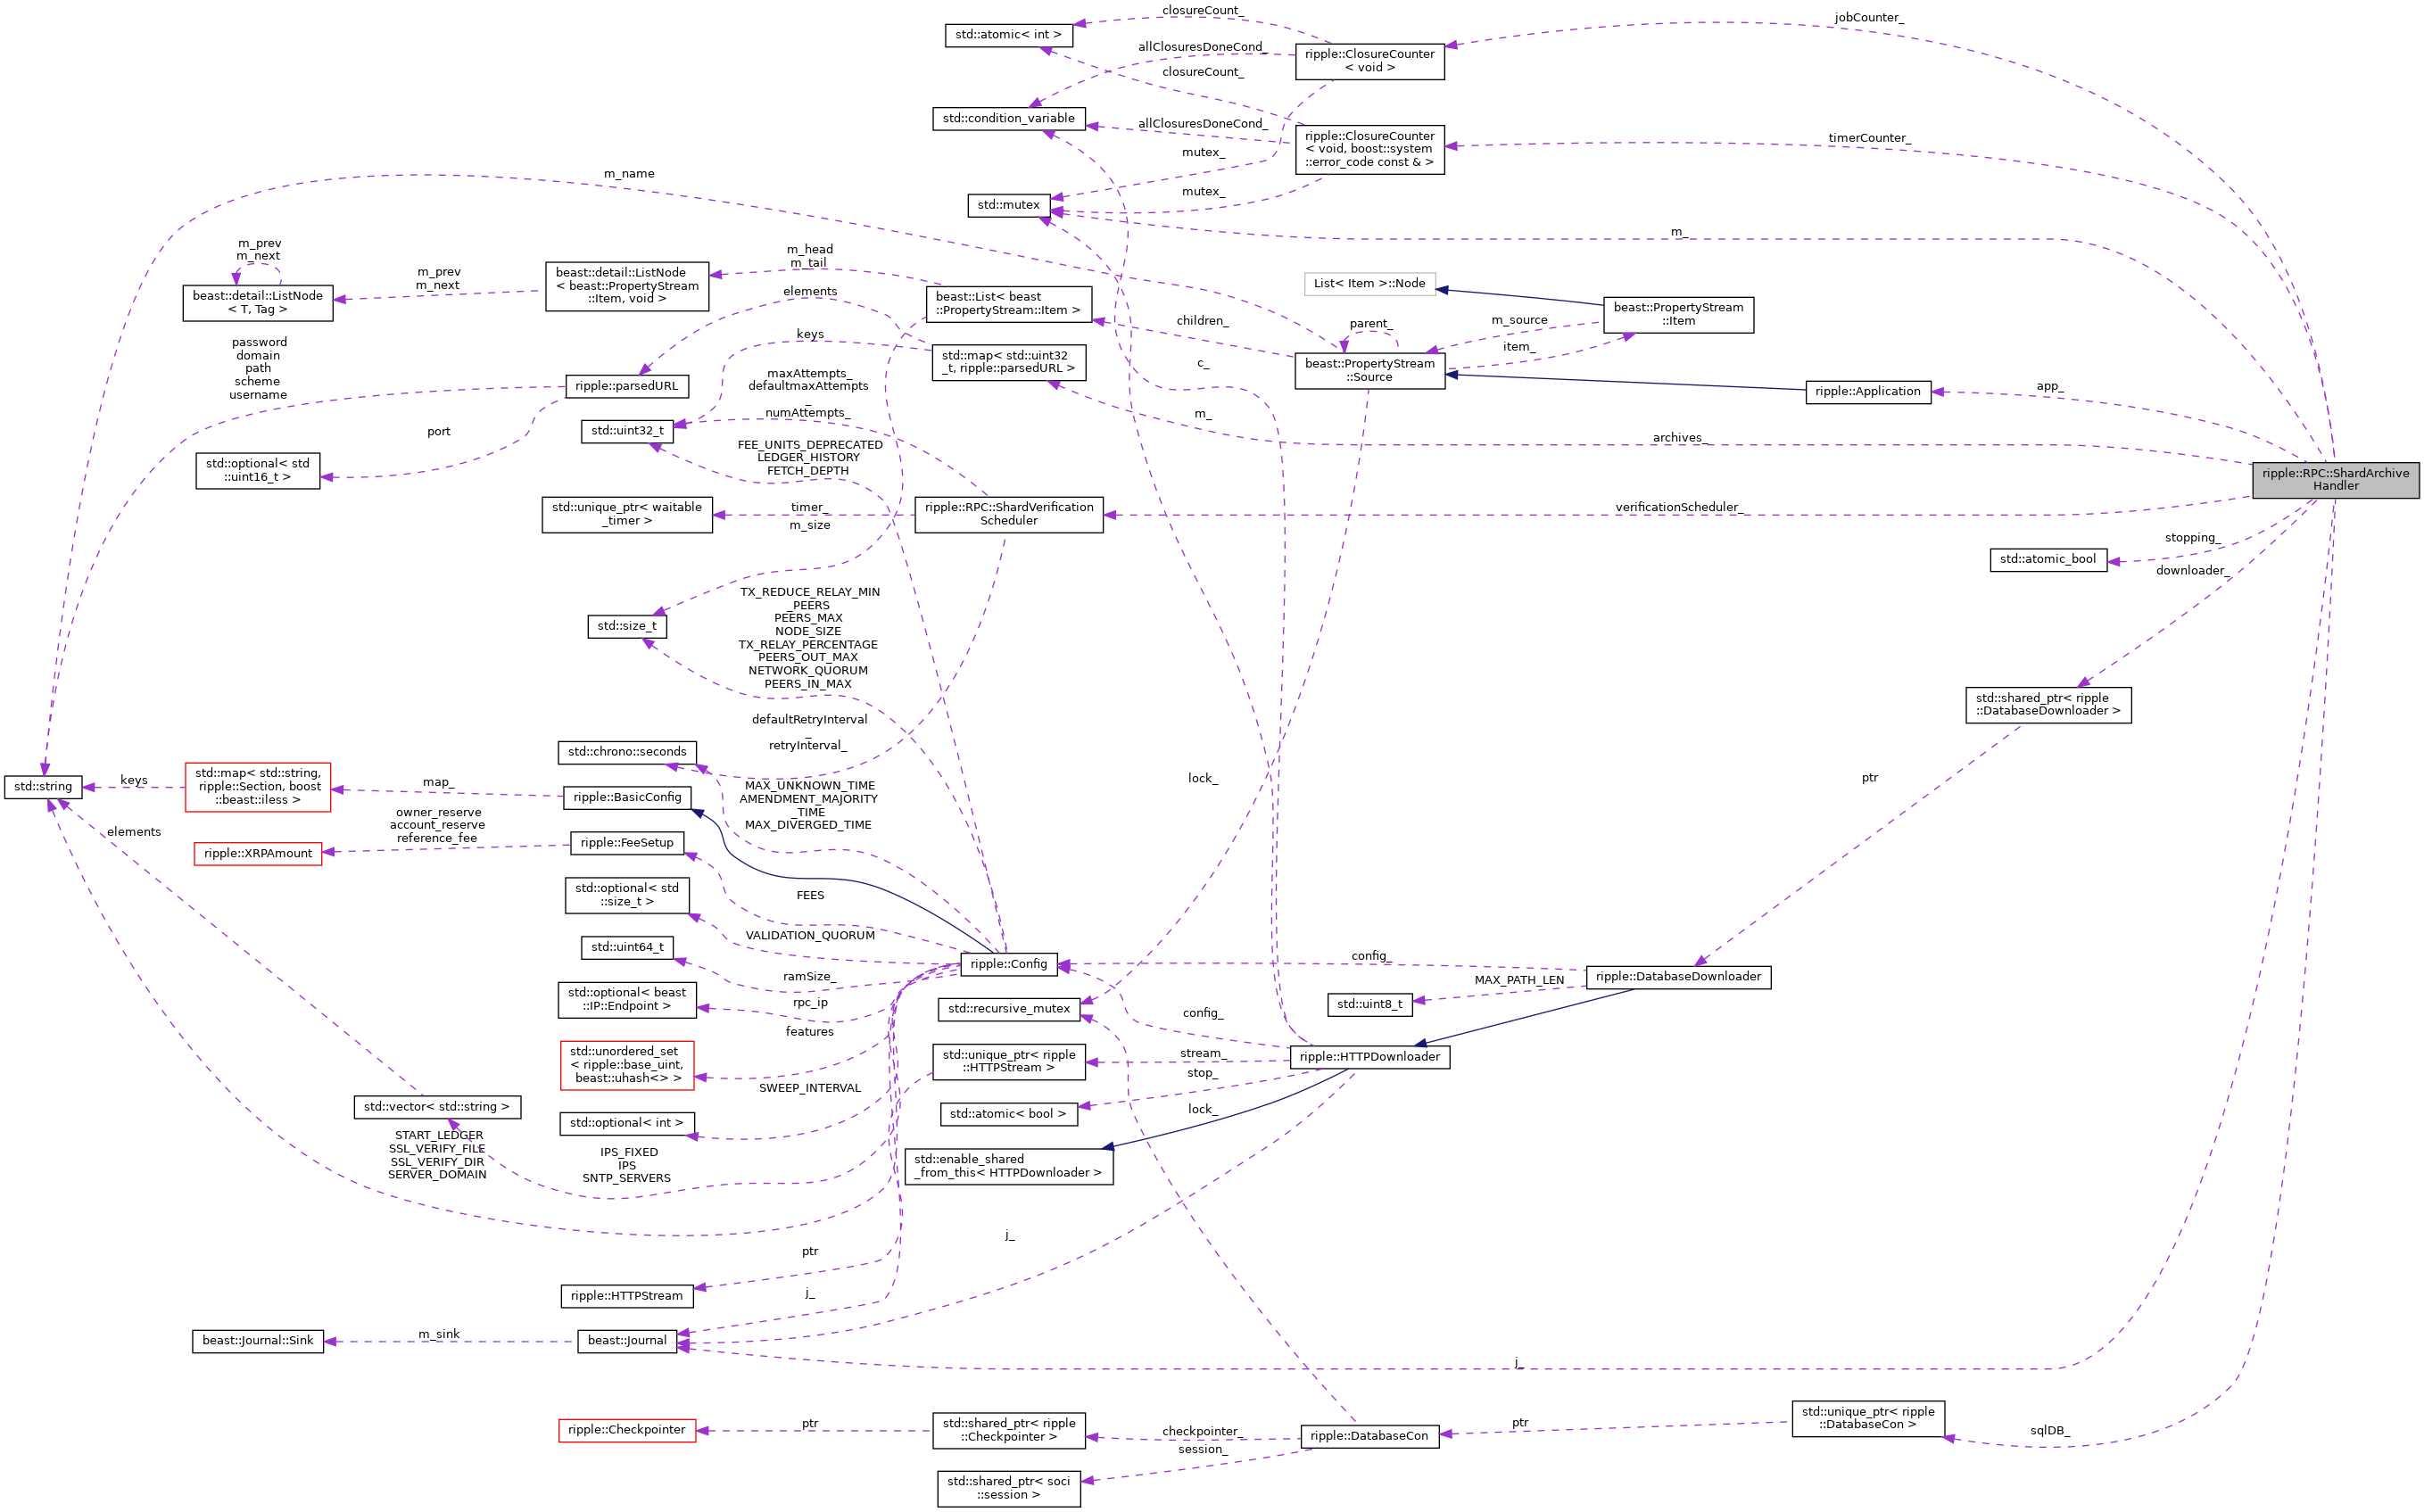 closureCount_
jobCounter_
std::atomic< int >
allClosuresDoneCond_
ripple::ClosureCounter
< void >
closureCount_
std::condition_variable
allClosuresDoneCond_
ripple::ClosureCounter
< void, boost::system
::error_code const & >
timerCounter_
mutex_
m_name
mutex_
std::mutex
m_
m_prev
m_next
m_head
m_tail
beast::detail::ListNode
< beast::PropertyStream
::Item, void >
m_prev
m_next
List< Item >::Node
beast::detail::ListNode
< T, Tag >
elements
beast::List< beast
::PropertyStream::Item >
beast::PropertyStream
::Item
children_
parent_
m_source
keys
item_
password
domain
path
scheme
username
std::map< std::uint32
_t, ripple::parsedURL >
c_
beast::PropertyStream
::Source
maxAttempts_
defaultmaxAttempts
_
numAttempts_
ripple::parsedURL
ripple::Application
app_
m_
port
std::uint32_t
archives_
FEE_UNITS_DEPRECATED
LEDGER_HISTORY
FETCH_DEPTH
std::optional< std
::uint16_t >
ripple::RPC::ShardArchive
Handler
std::unique_ptr< waitable
_timer >
timer_
m_size
ripple::RPC::ShardVerification
Scheduler
verificationScheduler_
stopping_
std::atomic_bool
downloader_
TX_REDUCE_RELAY_MIN
_PEERS
PEERS_MAX
NODE_SIZE
TX_RELAY_PERCENTAGE
PEERS_OUT_MAX
NETWORK_QUORUM
PEERS_IN_MAX
std::size_t
std::shared_ptr< ripple
::DatabaseDownloader >
defaultRetryInterval
_
retryInterval_
std::chrono::seconds
lock_
ptr
std::string
keys
std::map< std::string,
ripple::Section, boost
::beast::iless >
map_
ripple::BasicConfig
MAX_UNKNOWN_TIME
AMENDMENT_MAJORITY
_TIME
MAX_DIVERGED_TIME
elements
owner_reserve
account_reserve
reference_fee
ripple::XRPAmount
ripple::FeeSetup
std::optional< std
::size_t >
FEES
VALIDATION_QUORUM
std::uint64_t
ripple::Config
config_
ripple::DatabaseDownloader
ramSize_
MAX_PATH_LEN
std::optional< beast
::IP::Endpoint >
rpc_ip
std::recursive_mutex
std::uint8_t
config_
features
std::unordered_set
< ripple::base_uint,
beast::uhash<> >
std::unique_ptr< ripple
::HTTPStream >
stream_
ripple::HTTPDownloader
stop_
SWEEP_INTERVAL
std::vector< std::string >
std::optional< int >
std::atomic< bool >
lock_
START_LEDGER
SSL_VERIFY_FILE
SSL_VERIFY_DIR
SERVER_DOMAIN
IPS_FIXED
IPS
SNTP_SERVERS
std::enable_shared
_from_this< HTTPDownloader >
j_
ptr
ripple::HTTPStream
j_
beast::Journal::Sink
m_sink
beast::Journal
j_
ripple::Checkpointer
ptr
std::shared_ptr< ripple
::Checkpointer >
checkpointer_
ripple::DatabaseCon
ptr
std::unique_ptr< ripple
::DatabaseCon >
sqlDB_
session_
std::shared_ptr< soci
::session >